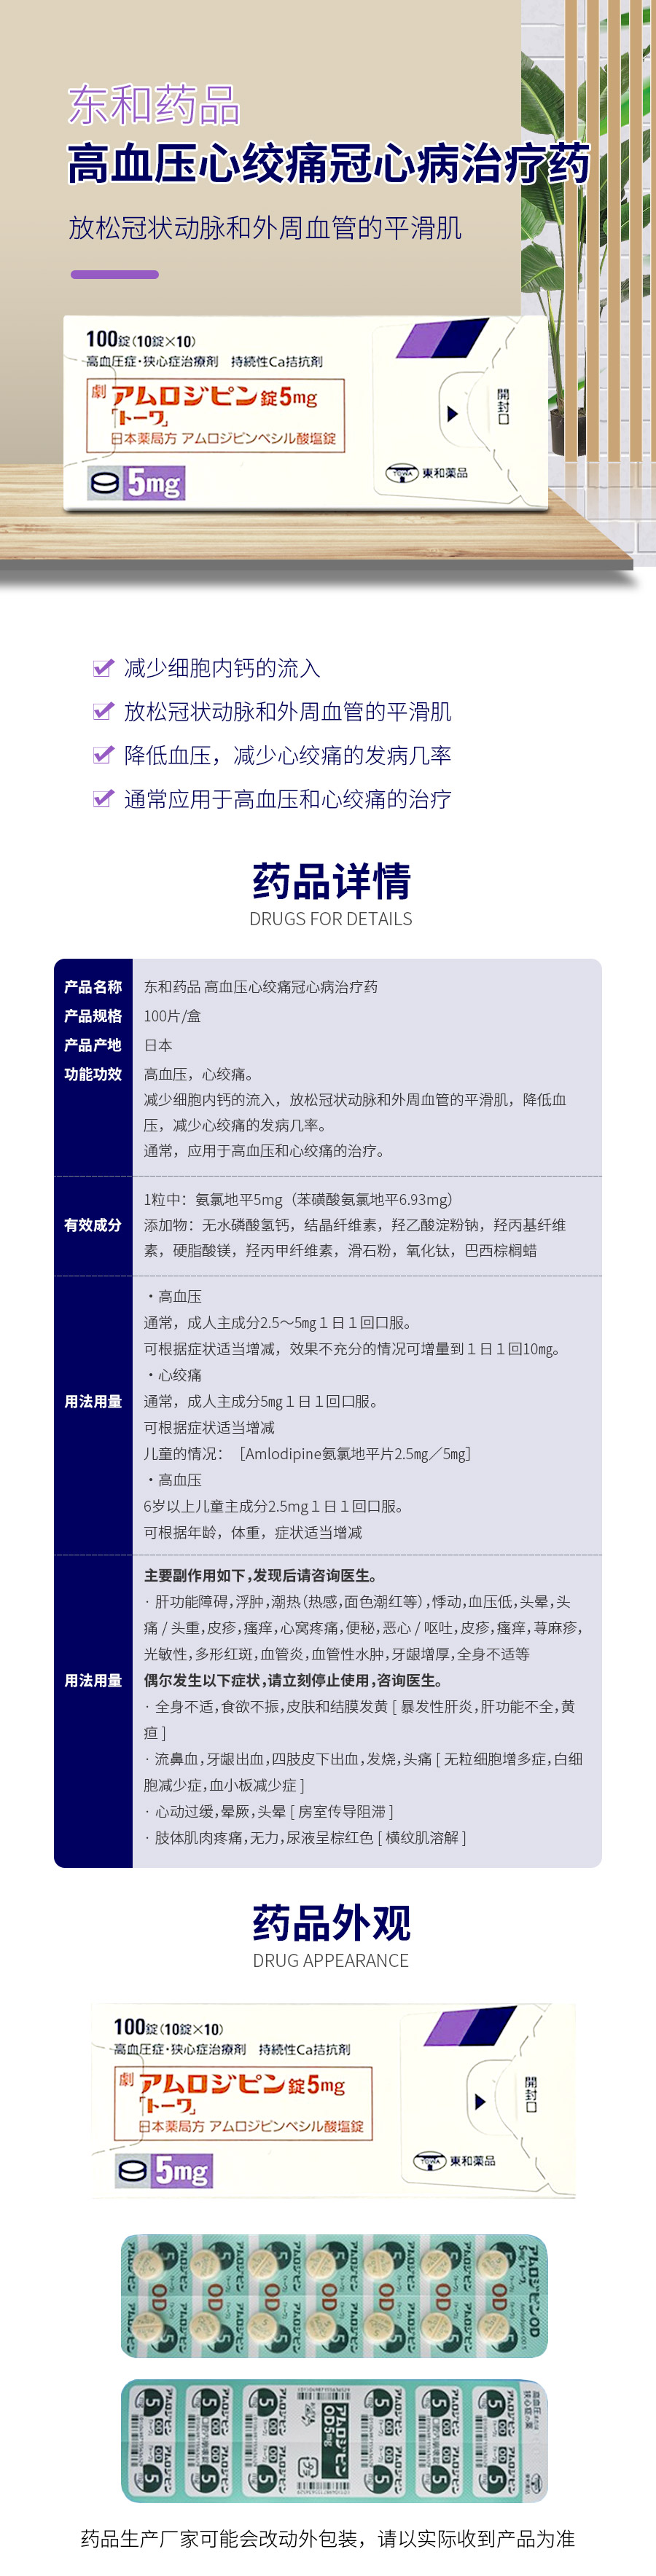 东和药品
高血压心绞痛冠心病治疗药
放松冠状动脉和外周血管的平滑肌
100錠(10錠×10)
高血圧症・狭心症治療剤 持続性Ca拮抗剤
劇 アムロジピン錠5mg
「トーワ」
日本薬局方 アムロジピンベシル酸塩錠
5mg
開封口
TOWA 東和薬品
减少细胞内钙的流入
放松冠状动脉和外周血管的平滑肌
降低血压，减少心绞痛的发病几率
通常应用于高血压和心绞痛的治疗
药品详情
DRUGS FOR DETAILS
产品名称 东和药品 高血压心绞痛冠心病治疗药
产品规格 100片/盒
产品产地 日本
功能功效 高血压，心绞痛。
减少细胞内钙的流入，放松冠状动脉和外周血管的平滑肌，降低血
压，减少心绞痛的发病几率。
通常，应用于高血压和心绞痛的治疗。
1粒中：氨氯地平5mg（苯磺酸氨氯地平6.93mg）
有效成分 添加物：无水磷酸氢钙，结晶纤维素，羟乙酸淀粉钠，羟丙基纤维
素，硬脂酸镁，羟丙甲纤维素，滑石粉，氧化钛，巴西棕榈蜡
・高血压
通常，成人主成分2.5～5㎎１日１回口服。
可根据症状适当增减，效果不充分的情况可增量到１日１回10㎎。
・心绞痛
用法用量 通常，成人主成分5㎎１日１回口服。
可根据症状适当增减
儿童的情况：［Amlodipine氨氯地平片2.5㎎／5㎎］
・高血压
6岁以上儿童主成分2.5mg１日１回口服。
可根据年龄，体重，症状适当增减
主要副作用如下,发现后请咨询医生。
· 肝功能障碍,浮肿,潮热(热感,面色潮红等),悸动,血压低,头晕,头
痛 / 头重,皮疹,瘙痒,心窝疼痛,便秘,恶心 / 呕吐,皮疹,瘙痒,荨麻疹,
光敏性,多形红斑,血管炎,血管性水肿,牙龈增厚,全身不适等
用法用量 偶尔发生以下症状,请立刻停止使用,咨询医生。
· 全身不适,食欲不振,皮肤和结膜发黄 [ 暴发性肝炎,肝功能不全,黄
疸 ]
· 流鼻血,牙龈出血,四肢皮下出血,发烧,头痛 [ 无粒细胞增多症,白细
胞减少症,血小板减少症 ]
· 心动过缓,晕厥,头晕 [ 房室传导阻滞 ]
· 肢体肌肉疼痛,无力,尿液呈棕红色 [ 横纹肌溶解 ]
药品外观
DRUG APPEARANCE
100錠(10錠×10)
高血圧症・狭心症治療剤 持続性Ca拮抗剤
劇 アムロジピン錠5mg
「トーワ」
日本薬局方 アムロジピンベシル酸塩錠
5mg
開封口
TOWA 東和薬品
アムロジピンOD
5mg「トーワ」
OD
5
アムロジピン
OD5mg
药品生产厂家可能会改动外包装，请以实际收到产品为准